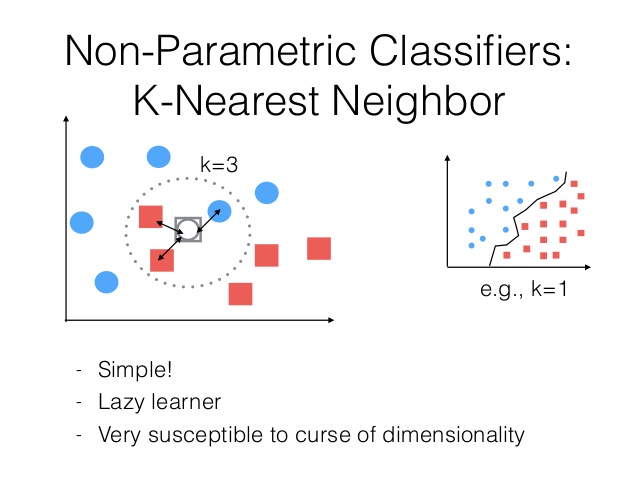 Non-Parametric Classifiers:
K-Nearest Neighbor
k=3
e.g., k=1
- Simple!
- Lazy learner
- Very susceptible to curse of dimensionality